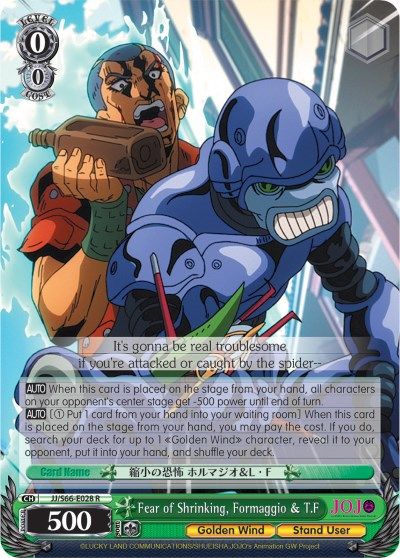 LEVEL
0
0
COST
It's gonna be real troublesome
if you're attacked or caught by the spider--
AUTO When this card is placed on the stage from your hand, all characters
on your opponent's center stage get -500 power until end of turn.
AUTO [① Put 1 card from your hand into your waiting room] When this card
is placed on the stage from your hand, you may pay the cost. If you do,
search your deck for up to 1 «Golden Wind» character, reveal it to
your opponent, put it into your hand, and shuffle your deck.
Card Name
縮小の恐怖 ホルマジオ&L・F
CH JJ/S66-E028 R
Fear of Shrinking, Formaggio & T.F
JOJO
500
Golden Wind
Stand User
©LUCKY LAND COMMUNICATIONS/SHUEISHA,JOJO's Animation GW Project